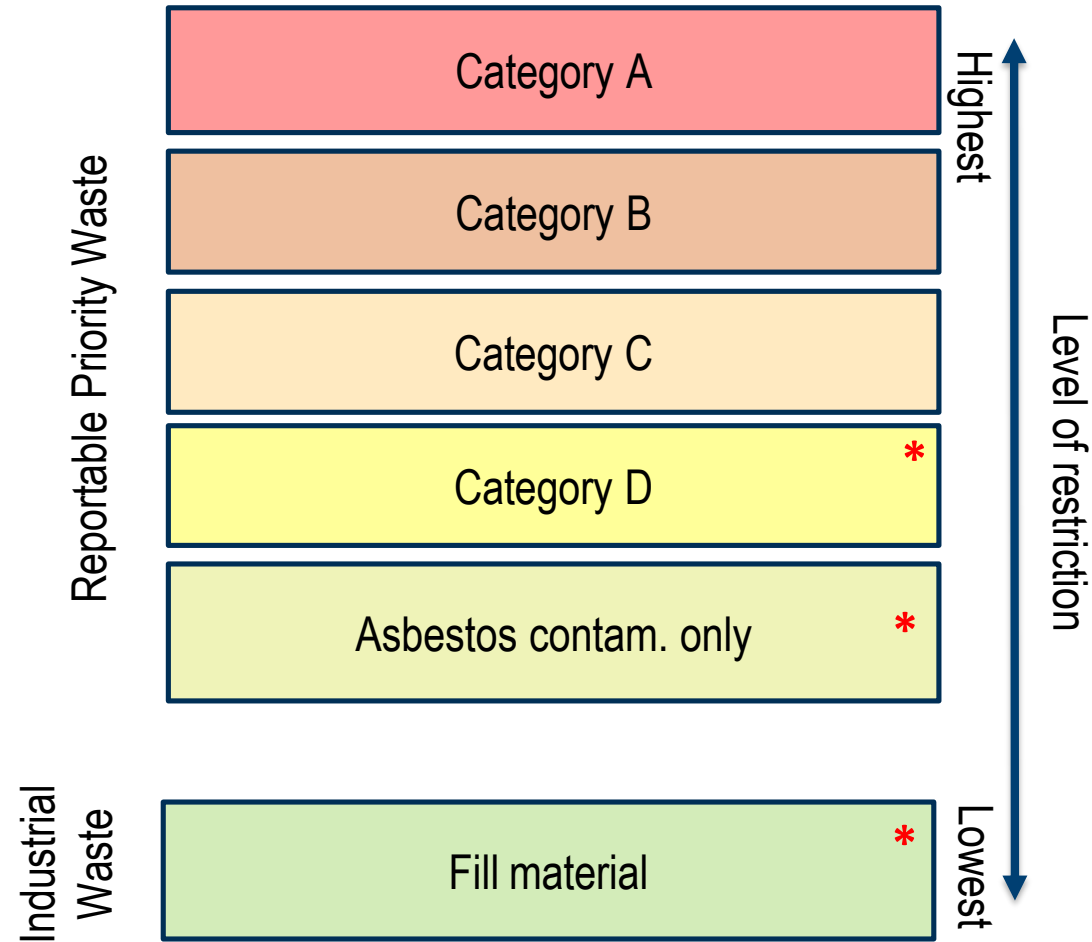 Category A
Highest
Reportable Priority Waste
Category B
Category C
Level of restriction
Category D
*
Asbestos contam. only
*
Industrial
Waste
Fill material
*
Lowest